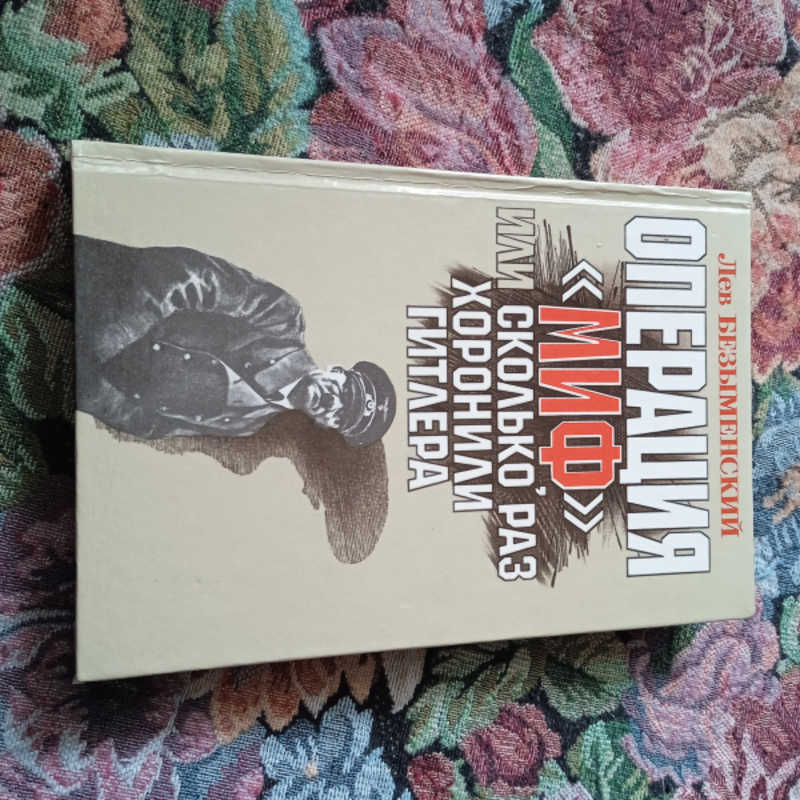 Лев БЕЗЫМЕНСКИЙ
ОПЕРАЦИЯ
«МИФ»
ИЛИ СКОЛЬКО, РАЗ
ХОРОНИЛИ
ГИТЛЕРА